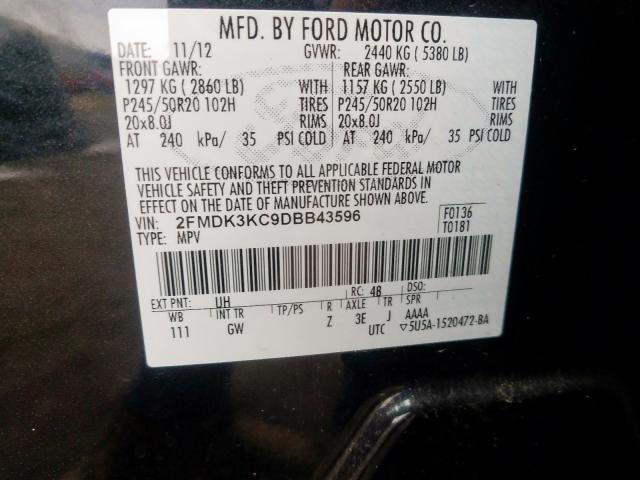 MFD. BY FORD MOTOR CO.
DATE: 11/12 GVWR: 2440 KG ( 5380 LB)
FRONT GAWR: REAR GAWR:
1297 KG ( 2860 LB) WITH 1157 KG ( 2550 LB) WITH
P245/50R20 102H TIRES P245/50R20 102H TIRES
20x8.0J RIMS 20x8.0J RIMS
AT 240 kPa/ 35 PSI COLD AT 240 kPa/ 35 PSI COLD
THIS VEHICLE CONFORMS TO ALL APPLICABLE FEDERAL MOTOR
VEHICLE SAFETY AND THEFT PREVENTION STANDARDS IN
EFFECT ON THE DATE OF MANUFACTURE SHOWN ABOVE.
VIN: 2FMDK3KC9DBB43596 F0136
TYPE: MPV T0181
EXT PNT: UH RC: 48 DSO:
WB INT TR TP/PS R AXLE TR SPR
111 GW Z 3E J AAAA
UTC ▽5U5A-1520472-BA